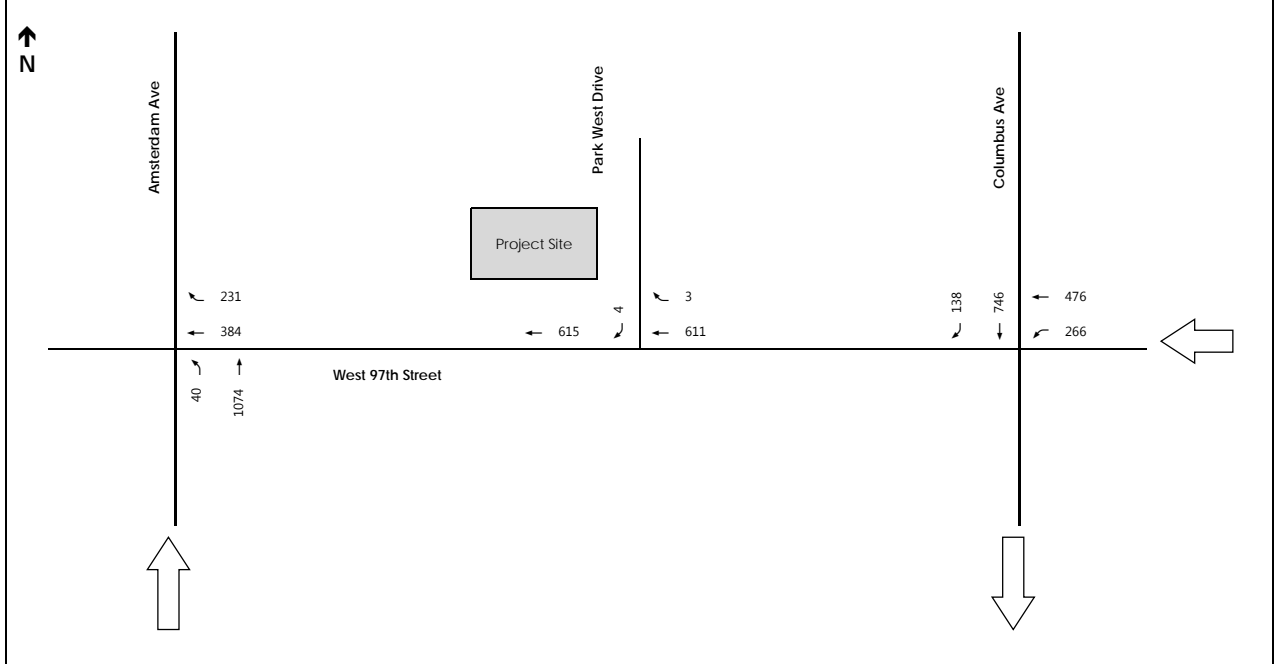 N
Amsterdam Ave
Park West Drive
Columbus Ave
Project Site
231
3
138
746
476
384
615
4
611
266
40
1074
West 97th Street